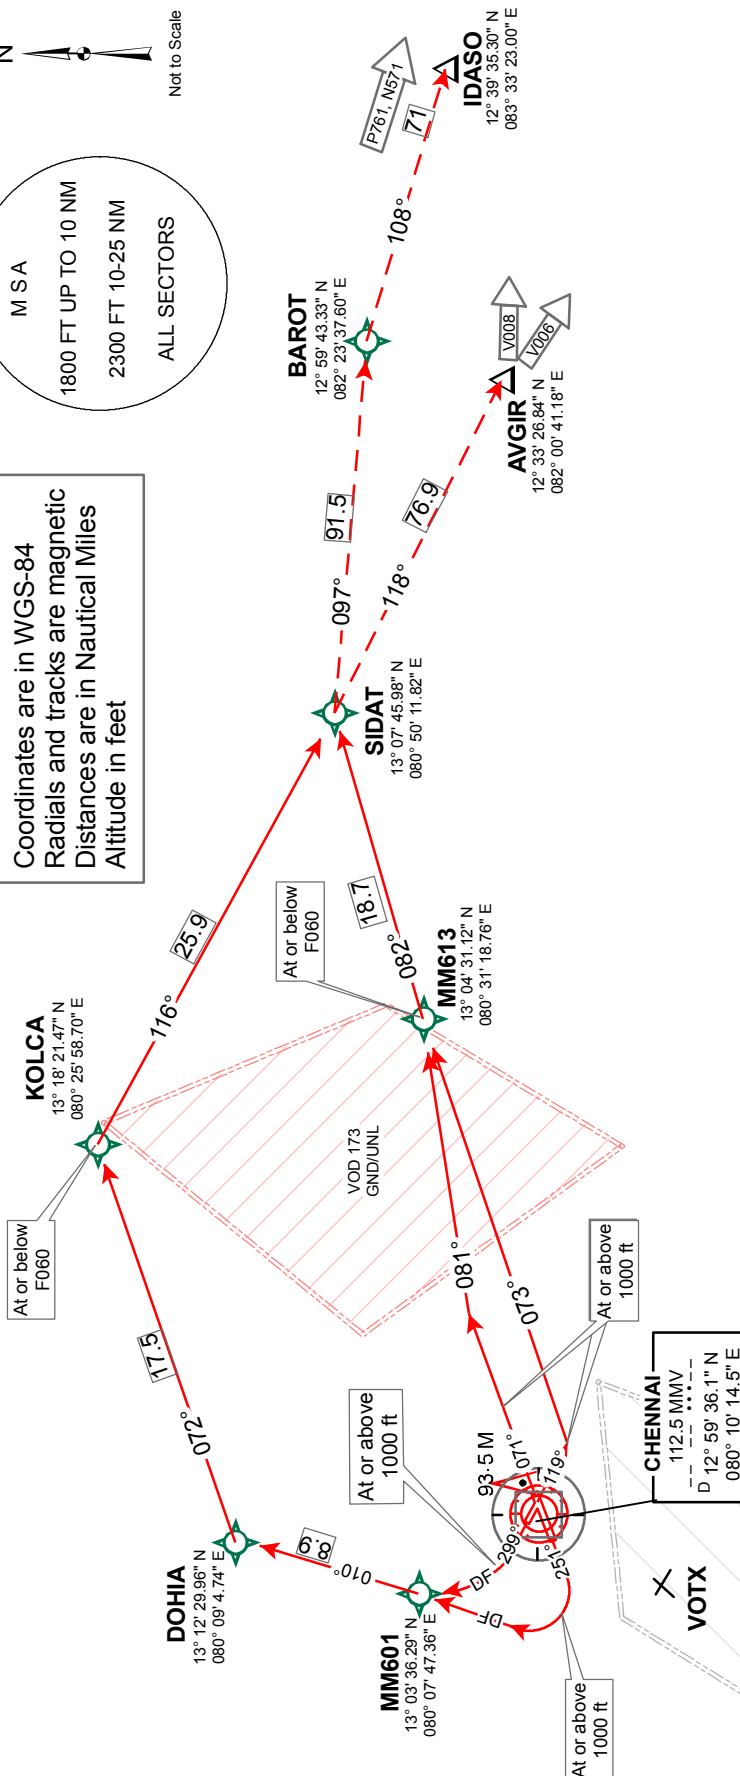 N
Not to Scale
M S A
1800 FT UP TO 10 NM
2300 FT 10-25 NM
ALL SECTORS
Coordinates are in WGS-84
Radials and tracks are magnetic
Distances are in Nautical Miles
Altitude in feet
P761, N571
IDASO
12° 39' 35.30" N
083° 33' 23.00" E
71
108°
BAROT
12° 59' 43.33" N
082° 23' 37.60" E
V008
V006
AVGIR
12° 33' 26.84" N
082° 00' 41.18" E
91.5
097°
76.9
118°
SIDAT
13° 07' 45.98" N
080° 50' 11.82" E
25.9
116°
KOLCA
13° 18' 21.47" N
080° 25' 58.70" E
At or below
F060
At or below
F060
18.7
082°
MM613
13° 04' 31.12" N
080° 31' 18.76" E
VOD 173
GND/UNL
17.5
072°
081°
073°
At or above
1000 ft
At or above
1000 ft
DOHIA
13° 12' 29.96" N
080° 09' 4.74" E
8.9
010°
MM601
13° 03' 36.29" N
080° 07' 47.36" E
93.5 M
071°
119°
299°
251°
DF
DF
At or above
1000 ft
CHENNAI
112.5 MMV
D 12° 59' 36.1" N
080° 10' 14.5" E
VOTX